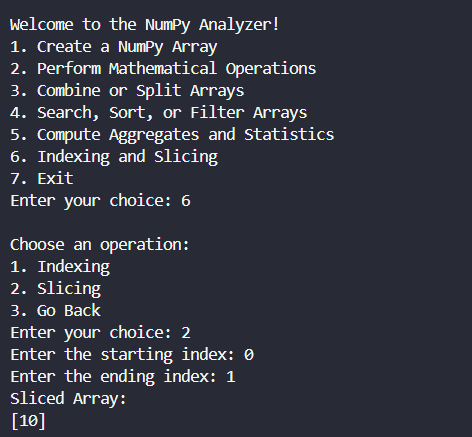 Welcome to the NumPy Analyzer!
1. Create a NumPy Array
2. Perform Mathematical Operations
3. Combine or Split Arrays
4. Search, Sort, or Filter Arrays
5. Compute Aggregates and Statistics
6. Indexing and Slicing
7. Exit
Enter your choice: 6

Choose an operation:
1. Indexing
2. Slicing
3. Go Back
Enter your choice: 2
Enter the starting index: 0
Enter the ending index: 1
Sliced Array:
[10]